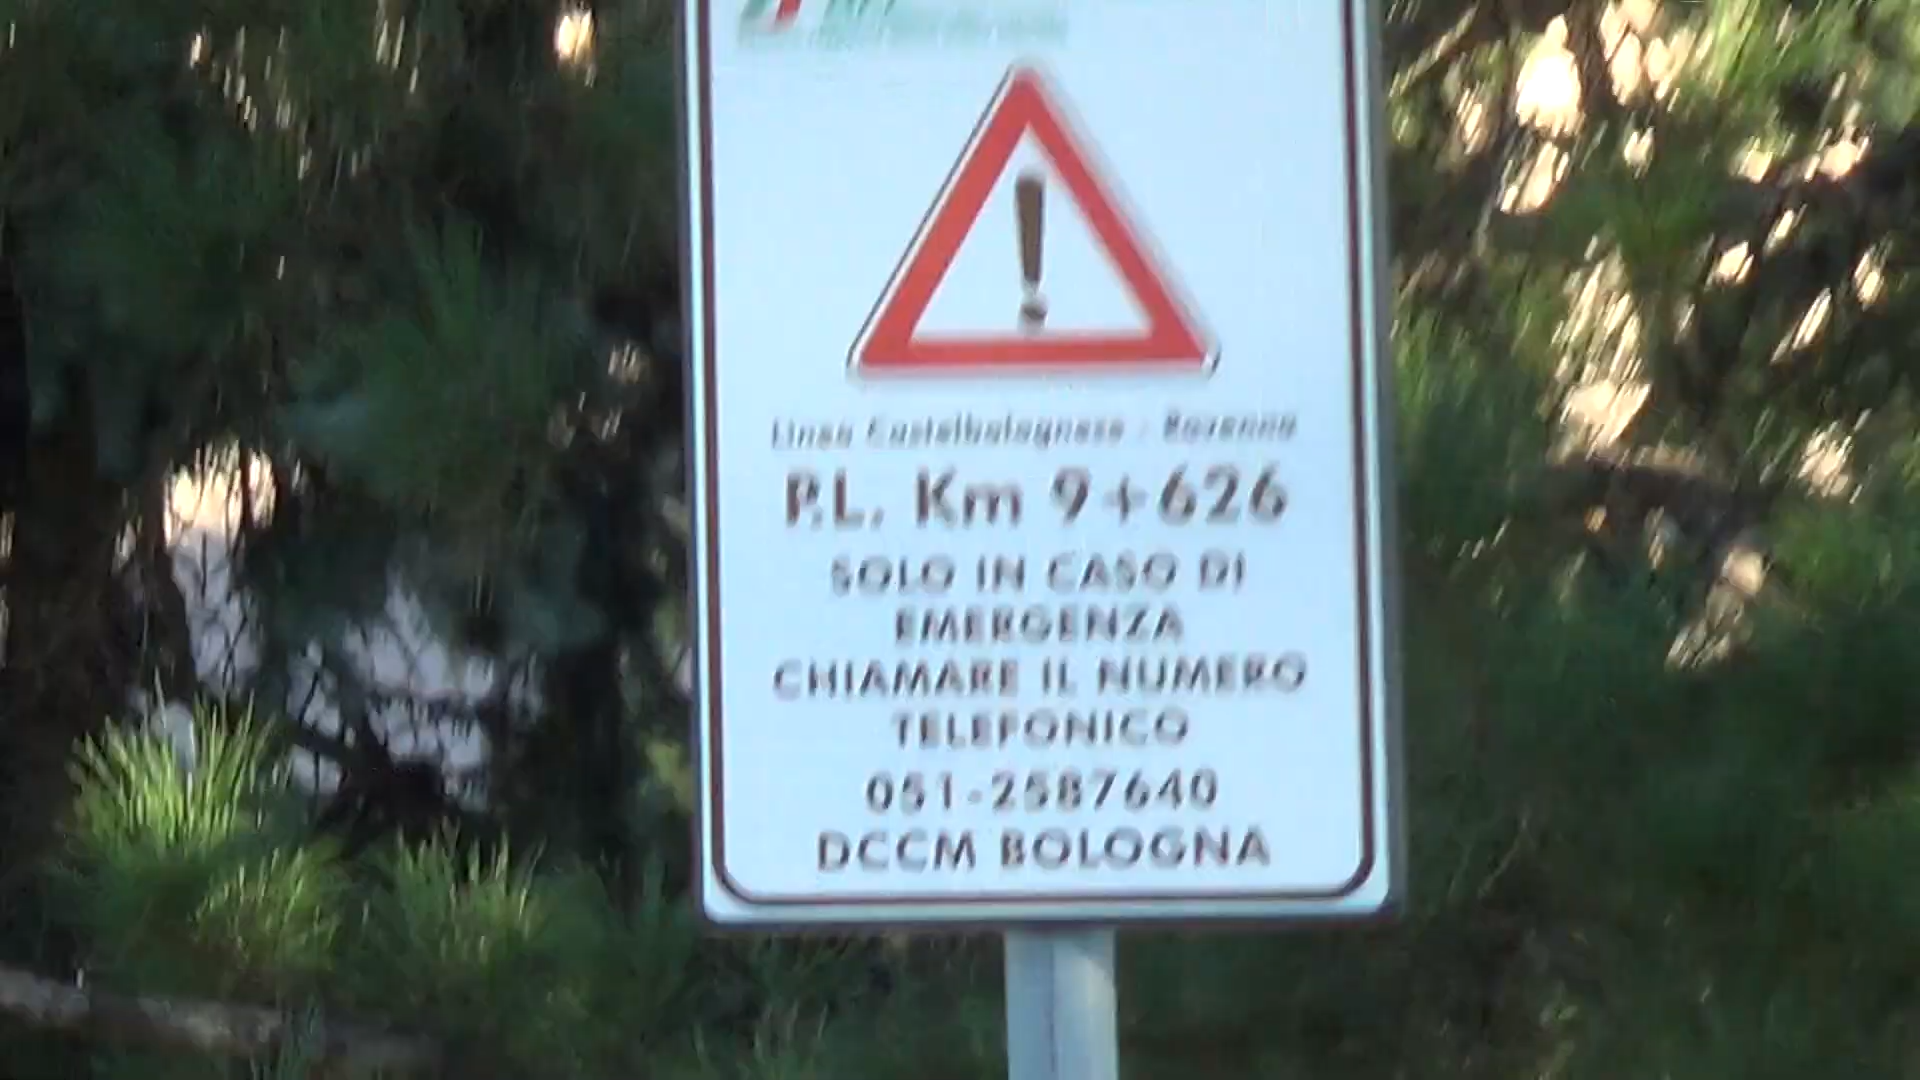 Linea Castelbolognese - Ravenna
P.L. Km 9+626
SOLO IN CASO DI
EMERGENZA
CHIAMARE IL NUMERO
TELEFONICO
051-2587640
DCCM BOLOGNA